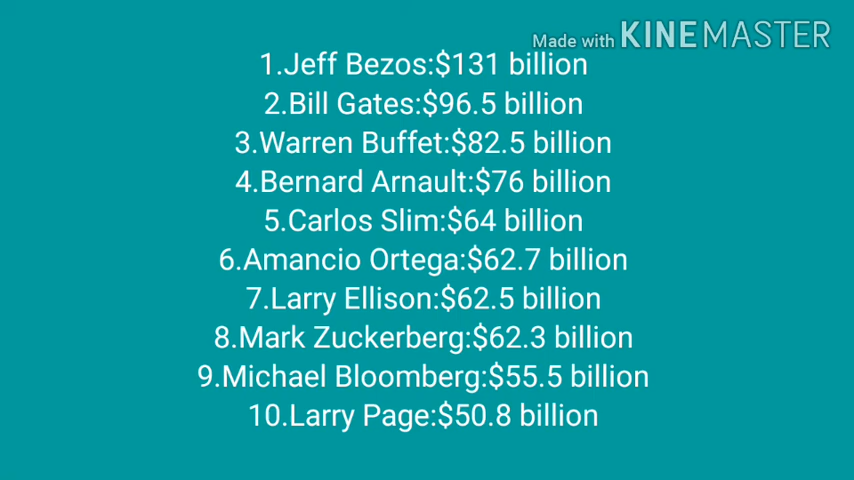 Made with KINEMASTER
1.Jeff Bezos:$131 billion
2.Bill Gates:$96.5 billion
3.Warren Buffet:$82.5 billion
4.Bernard Arnault:$76 billion
5.Carlos Slim:$64 billion
6.Amancio Ortega:$62.7 billion
7.Larry Ellison:$62.5 billion
8.Mark Zuckerberg:$62.3 billion
9.Michael Bloomberg:$55.5 billion
10.Larry Page:$50.8 billion